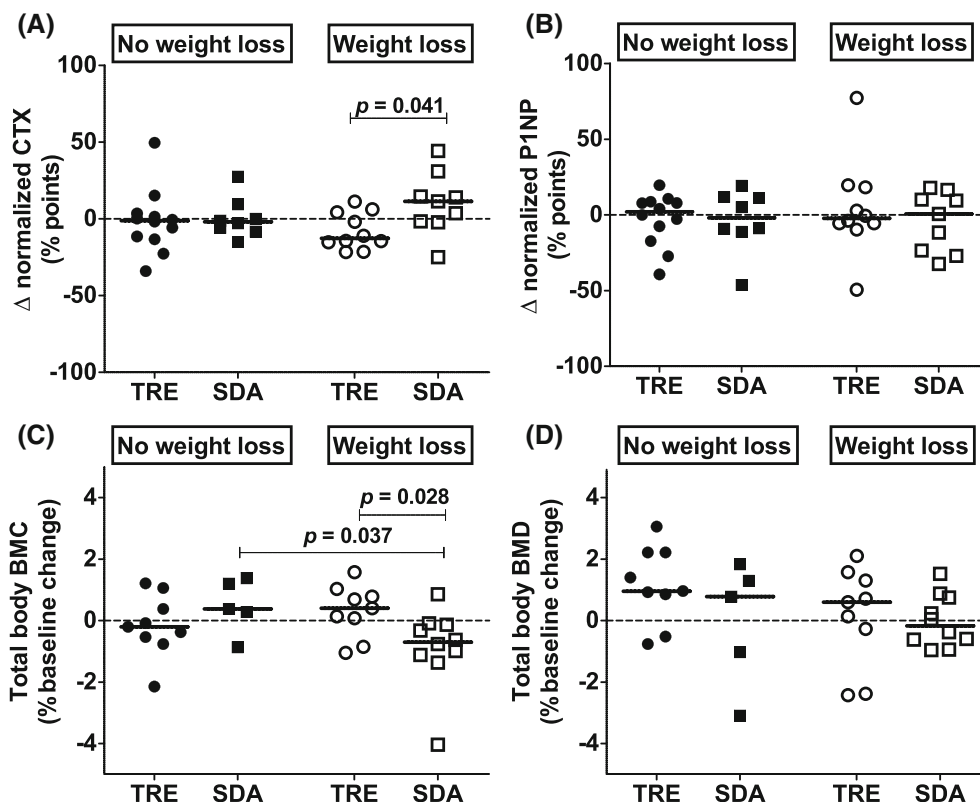 (A)
No weight loss
Weight loss
Δ normalized CTX
(% points)
100
50
0
-50
-100
p = 0.041
TRE
SDA
TRE
SDA
(B)
No weight loss
Weight loss
Δ normalized P1NP
(% points)
100
50
0
-50
-100
TRE
SDA
TRE
SDA
(C)
No weight loss
Weight loss
Total body BMC
(% baseline change)
4
2
0
-2
-4
p = 0.028
p = 0.037
TRE
SDA
TRE
SDA
(D)
No weight loss
Weight loss
Total body BMD
(% baseline change)
4
2
0
-2
-4
TRE
SDA
TRE
SDA